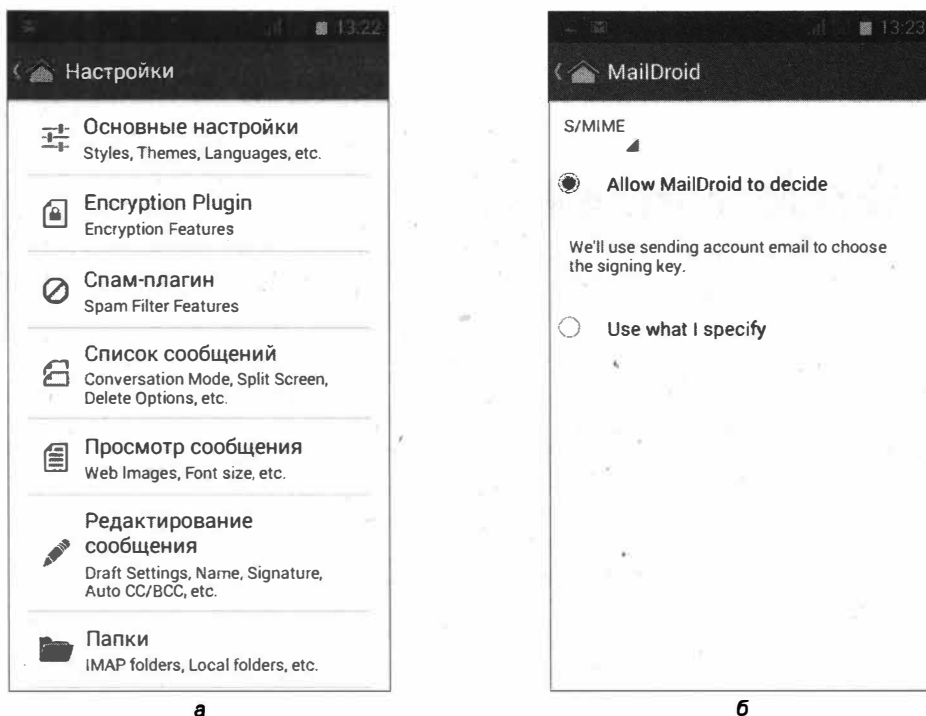 13:22
Настройки
Основные настройки
Styles, Themes, Languages, etc.
Encryption Plugin
Encryption Features
Спам-плагин
Spam Filter Features
Список сообщений
Conversation Mode, Split Screen,
Delete Options, etc.
Просмотр сообщения
Web Images, Font size, etc.
Редактирование
сообщения
Draft Settings, Name, Signature,
Auto CC/BCC, etc.
Папки
IMAP folders, Local folders, etc.
а
13:23
MailDroid
S/MIME
Allow MailDroid to decide
We'll use sending account email to choose
the signing key.
Use what I specify
б